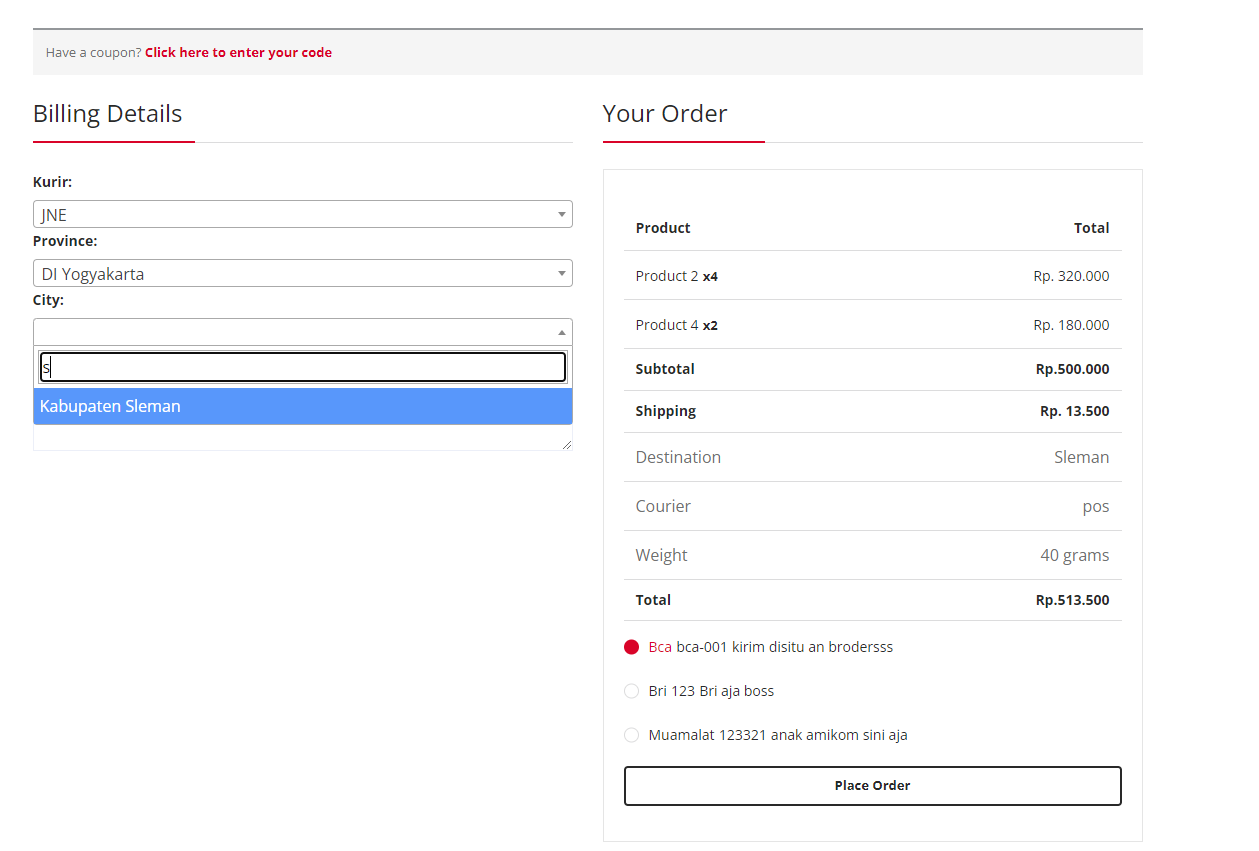 Have a coupon? Click here to enter your code
Billing Details
Kurir:
JNE
Province:
DI Yogyakarta
City:
s
Kabupaten Sleman
Your Order
Product Total
Product 2 x4 Rp. 320.000
Product 4 x2 Rp. 180.000
Subtotal Rp.500.000
Shipping Rp. 13.500
Destination Sleman
Courier pos
Weight 40 grams
Total Rp.513.500
Bca bca-001 kirim disitu an brodersss
Bri 123 Bri aja boss
Muamalat 123321 anak amikom sini aja
Place Order